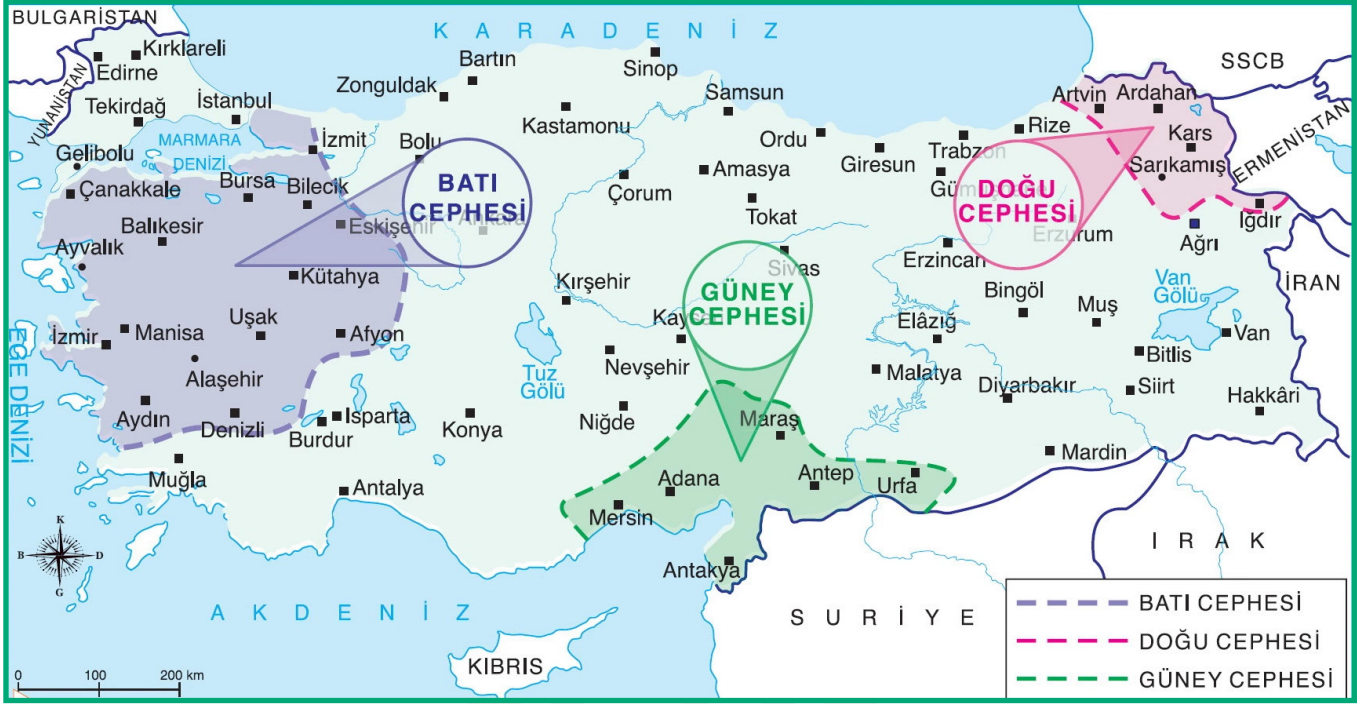 BULGARİSTAN
KARADENİZ
Kırklareli
Edirne
YUNANİSTAN
Tekirdağ
İstanbul
MARMARA
DENİZİ
Gelibolu
Çanakkale
Bursa
Bilecik
İzmit
Bolu
Zonguldak
Bartın
Kastamonu
Sinop
Samsun
Ordu
Giresun
Trabzon
Rize
Artvin
Ardahan
SSCB
Kars
Sarıkamış
ERMENİSTAN
Iğdır
Ağrı
Erzurum
DOĞU
CEPHESİ
BATI
CEPHESİ
Ankara
Eskişehir
Çorum
Amasya
Tokat
Sivas
GÜNEY
CEPHESİ
Balıkesir
Ayvalık
Kütahya
Kırşehir
Erzincan
Bingöl
Muş
Van
Gölü
İRAN
Van
EGE DENİZİ
İzmir
Manisa
Uşak
Afyon
Alaşehir
Tuz
Gölü
Nevşehir
Elâzığ
Malatya
Diyarbakır
Bitlis
Siirt
Hakkâri
Aydın
Denizli
Burdur
Isparta
Konya
Niğde
Maraş
Mardin
Muğla
Antalya
Mersin
Adana
Antep
Urfa
Antakya
K
B
D
G
AKDENİZ
KIBRIS
SURİYE
IRAK
0 100 200 km
BATI CEPHESİ
DOĞU CEPHESİ
GÜNEY CEPHESİ